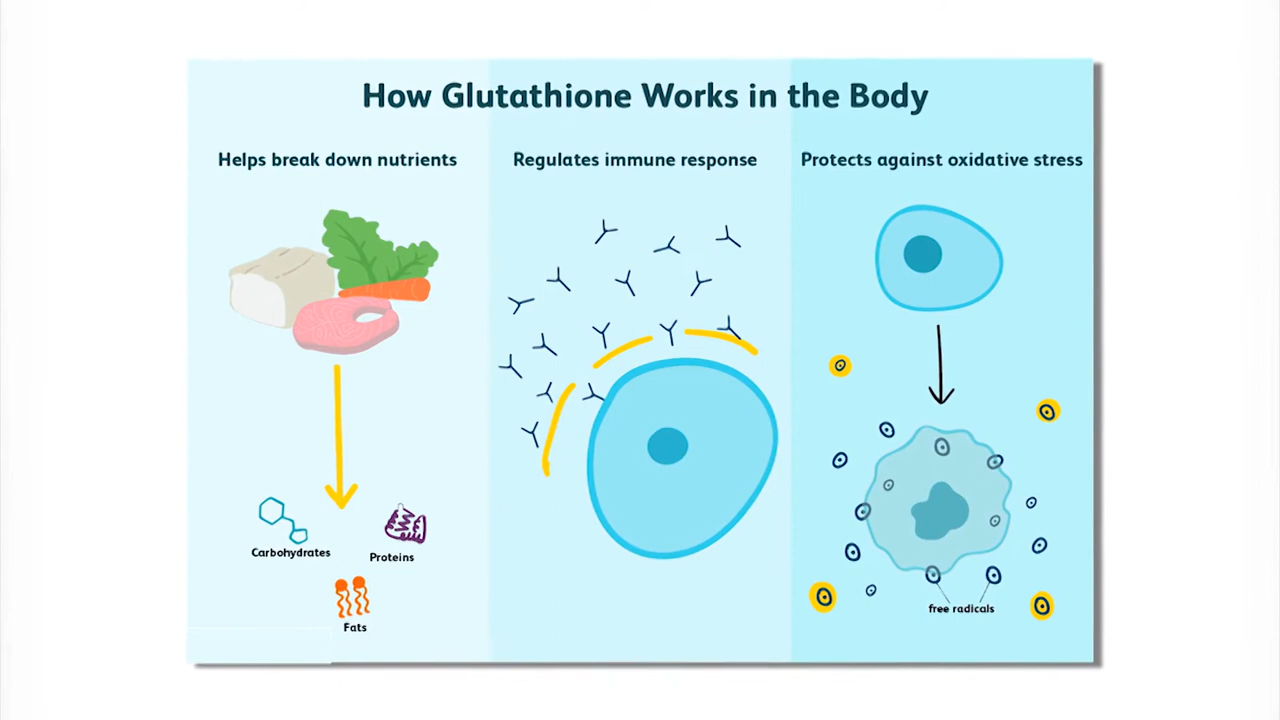 How Glutathione Works in the Body
Helps break down nutrients
Regulates immune response
Protects against oxidative stress
Carbohydrates
Proteins
Fats
free radicals